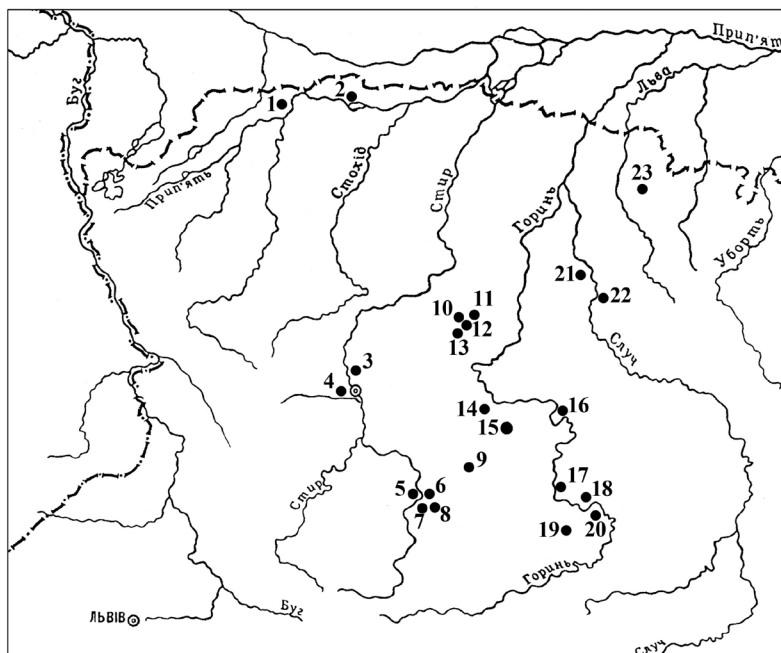 Прип'ять
Буг
Льва
1
2
Стохід
Стир
Прип'ять
Горинь
23
Уборть
21
22
10
11
12
13
Случ
3
4
14
15
16
9
Стир
5
6
7
8
17
18
19
20
Горинь
Буг
ЛЬВІВ
Случ